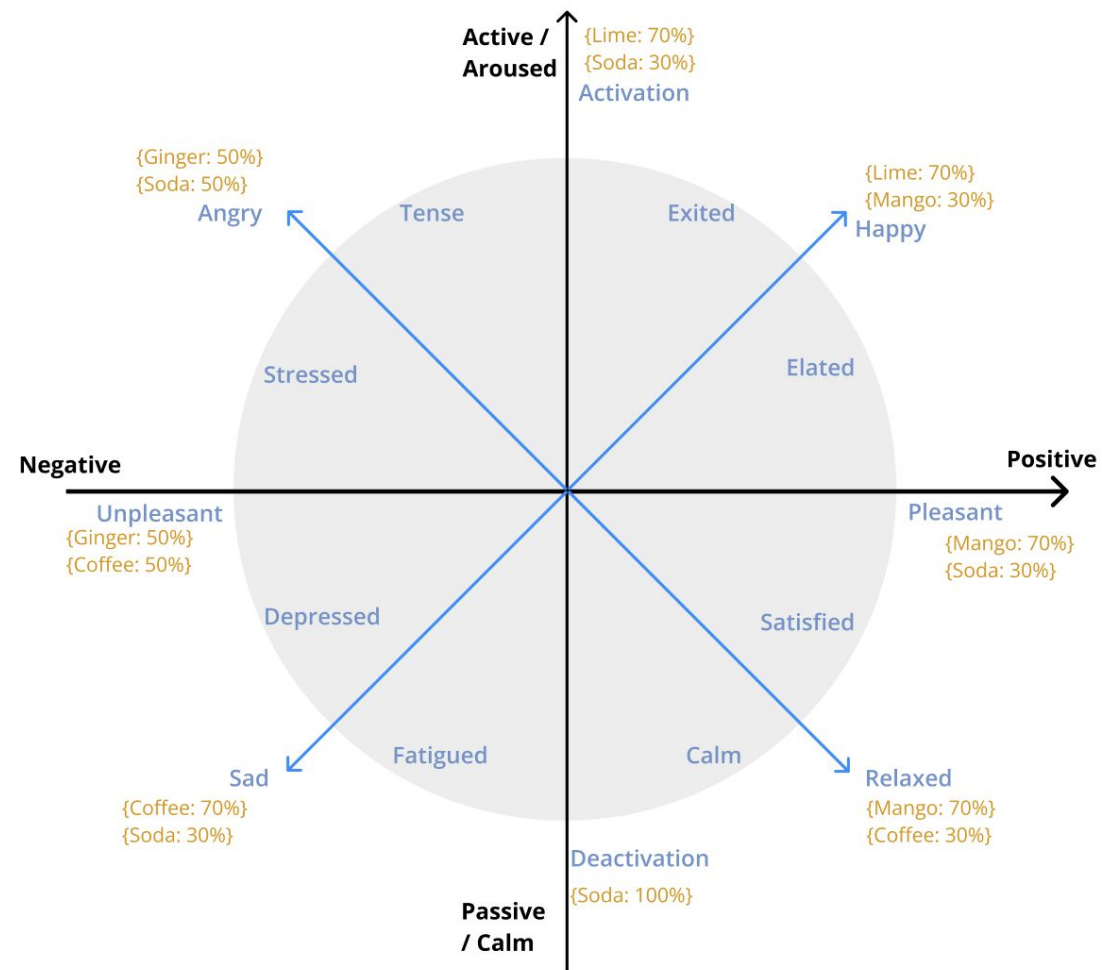 Active /
Aroused
{Lime: 70%}
{Soda: 30%}
Activation
{Ginger: 50%}
{Soda: 50%}
Angry
Tense
Exited
{Lime: 70%}
{Mango: 30%}
Happy
Stressed
Elated
Negative
Positive
Unpleasant
{Ginger: 50%}
{Coffee: 50%}
Pleasant
{Mango: 70%}
{Soda: 30%}
Depressed
Satisfied
Fatigued
Calm
Sad
{Coffee: 70%}
{Soda: 30%}
Relaxed
{Mango: 70%}
{Coffee: 30%}
Deactivation
{Soda: 100%}
Passive
/ Calm